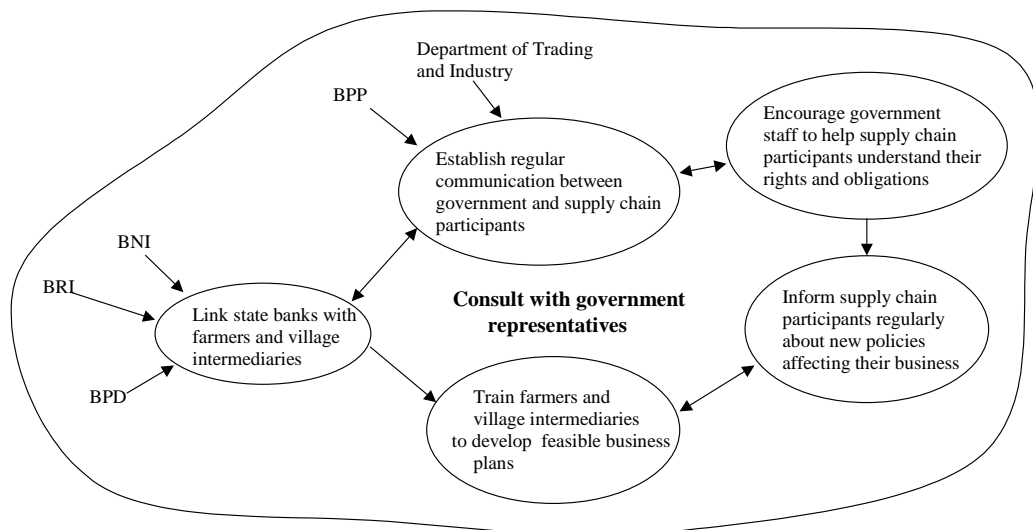 Department of Trading
and Industry
BPP
Establish regular
communication between
government and supply chain
participants
Encourage government
staff to help supply chain
participants understand their
rights and obligations
BNI
BRI
BPD
Link state banks with
farmers and village
intermediaries
Consult with government
representatives
Inform supply chain
participants regularly
about new policies
affecting their business
Train farmers and
village intermediaries
to develop feasible business
plans